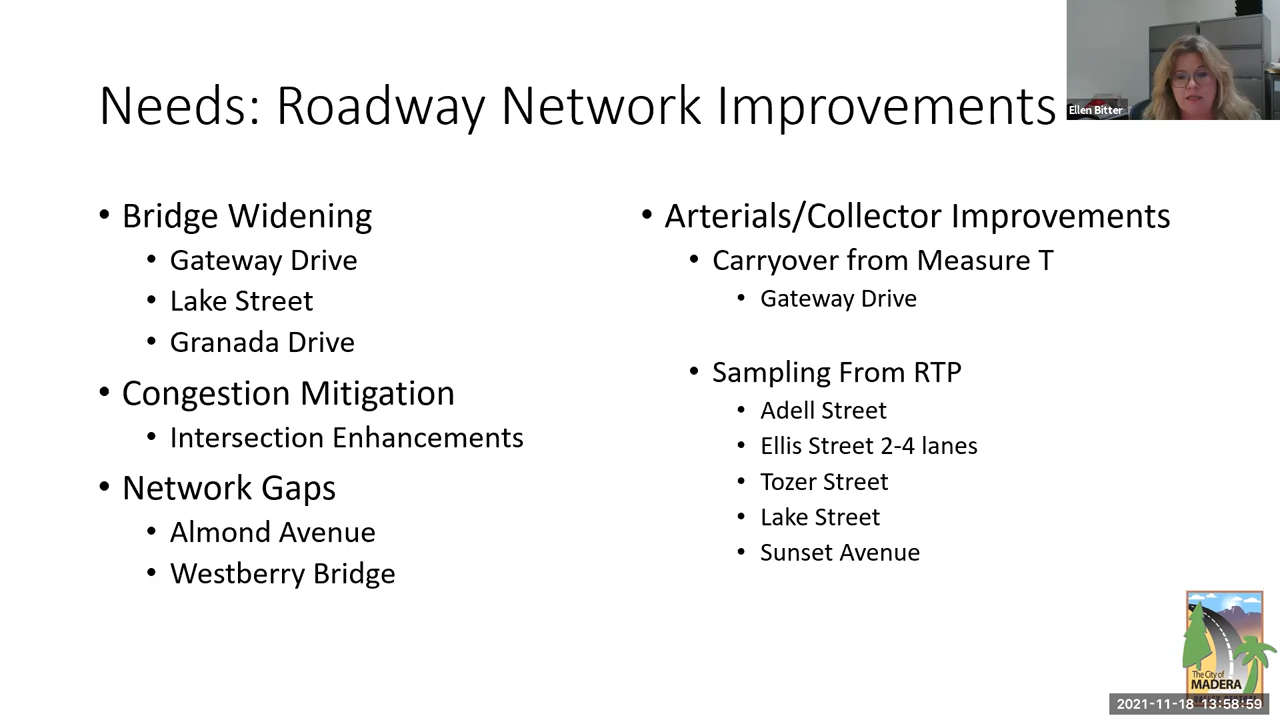 Needs: Roadway Network Improvements
Ellen Bitter
• Bridge Widening
• Gateway Drive
• Lake Street
• Granada Drive
• Congestion Mitigation
• Intersection Enhancements
• Network Gaps
• Almond Avenue
• Westberry Bridge
• Arterials/Collector Improvements
• Carryover from Measure T
• Gateway Drive
• Sampling From RTP
• Adell Street
• Ellis Street 2-4 lanes
• Tozer Street
• Lake Street
• Sunset Avenue
The City of
MADERA
2021-11-18 13:58:59